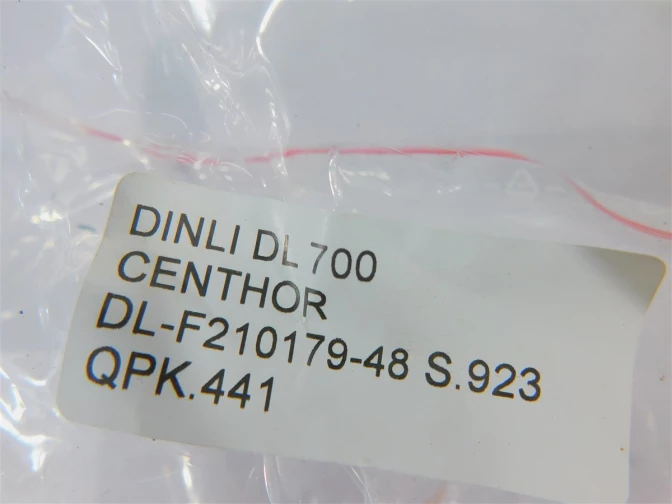 DINLI DL700
CENTHOR
DL-F210179-48 S.923
QPK.441